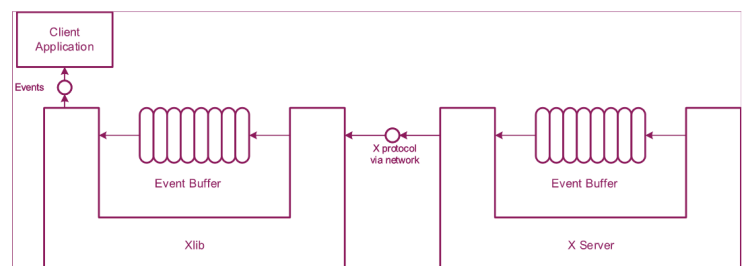 Client
Application
Events
X protocol
via network
Event Buffer
Event Buffer
Xlib
X Server